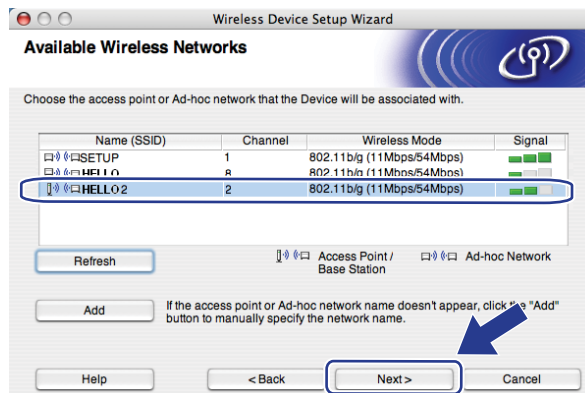 Wireless Device Setup Wizard
Available Wireless Networks
Choose the access point or Ad-hoc network that the Device will be associated with.
Name (SSID) Channel Wireless Mode Signal
SETUP 1 802.11b/g (11Mbps/54Mbps)
HELLO 8 802.11b/g (11Mbps/54Mbps)
HELLO2 2 802.11b/g (11Mbps/54Mbps)
Refresh Access Point / Ad-hoc Network
Base Station
Add If the access point or Ad-hoc network name doesn't appear, click the "Add"
button to manually specify the network name.
Help < Back Next > Cancel